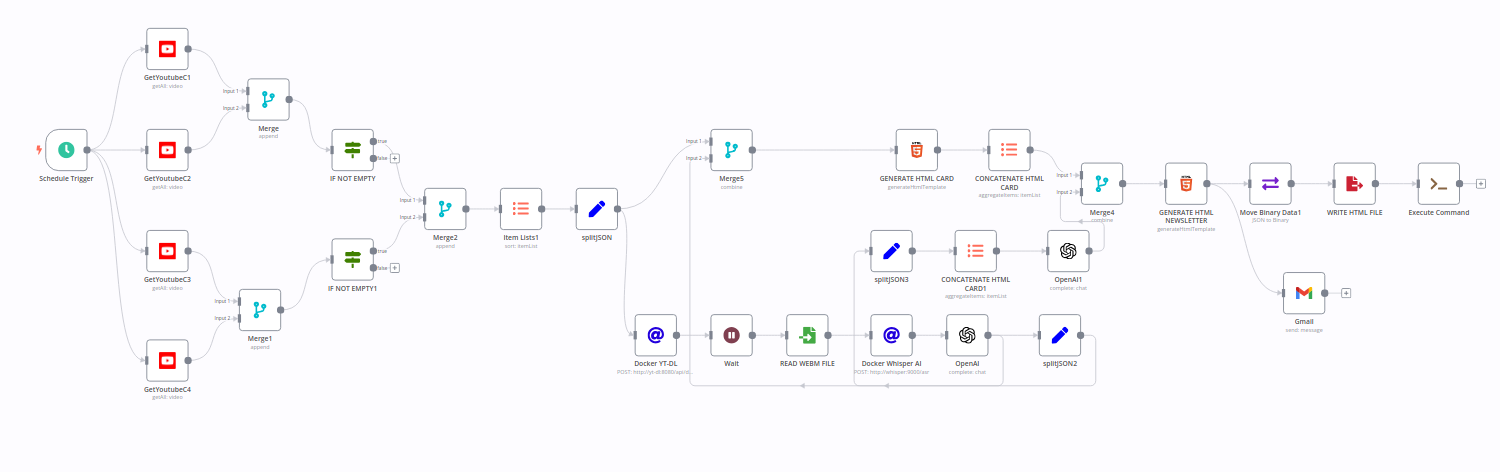 Schedule Trigger
GetYoutubeC1
getAll: video
GetYoutubeC2
getAll: video
GetYoutubeC3
getAll: video
GetYoutubeC4
getAll: video
Input 1
Input 2
Merge
append
Input 1
Input 2
Merge1
append
true
false
IF NOT EMPTY
true
false
IF NOT EMPTY1
Input 1
Input 2
Merge2
append
Item Lists1
sort: itemList
splitJSON
Input 1
Input 2
Merge5
combine
Docker YT-DL
POST: http://yt-dl:8080/api/d...
Wait
READ WEBM FILE
Docker Whisper AI
POST: http://whisper:9000/asr
OpenAI
complete: chat
splitJSON2
splitJSON3
CONCATENATE HTML
CARD1
aggregateItems: itemList
OpenAI1
complete: chat
GENERATE HTML CARD
generateHtmlTemplate
HTML
CONCATENATE HTML
CARD
aggregateItems: itemList
Input 1
Input 2
Merge4
combine
HTML
GENERATE HTML
NEWSLETTER
generateHtmlTemplate
Move Binary Data1
JSON to Binary
WRITE HTML FILE
Execute Command
Gmail
send: message